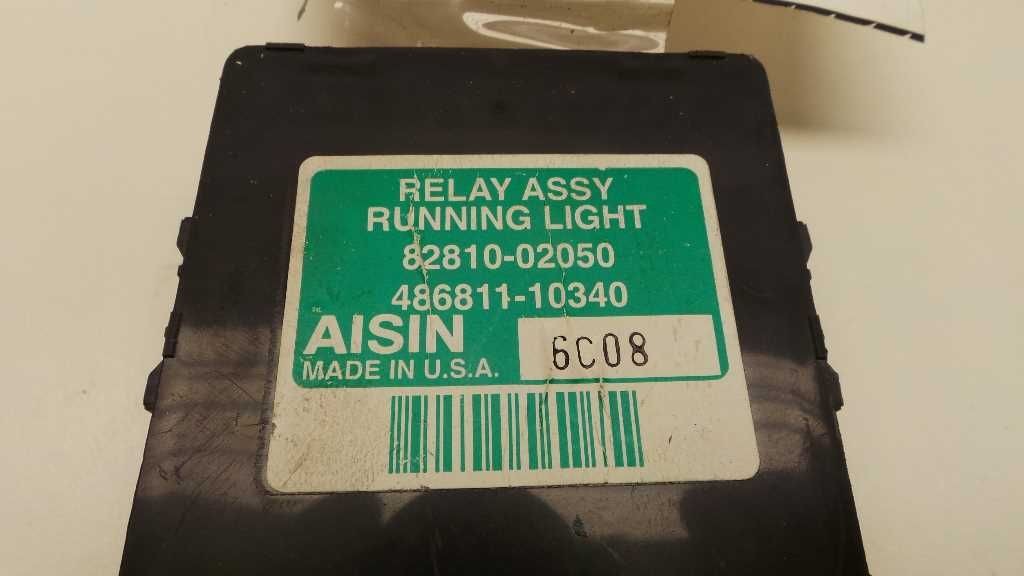 RELAY ASSY
RUNNING LIGHT
82810-02050
486811-10340
AISIN
6C08
MADE IN U.S.A.